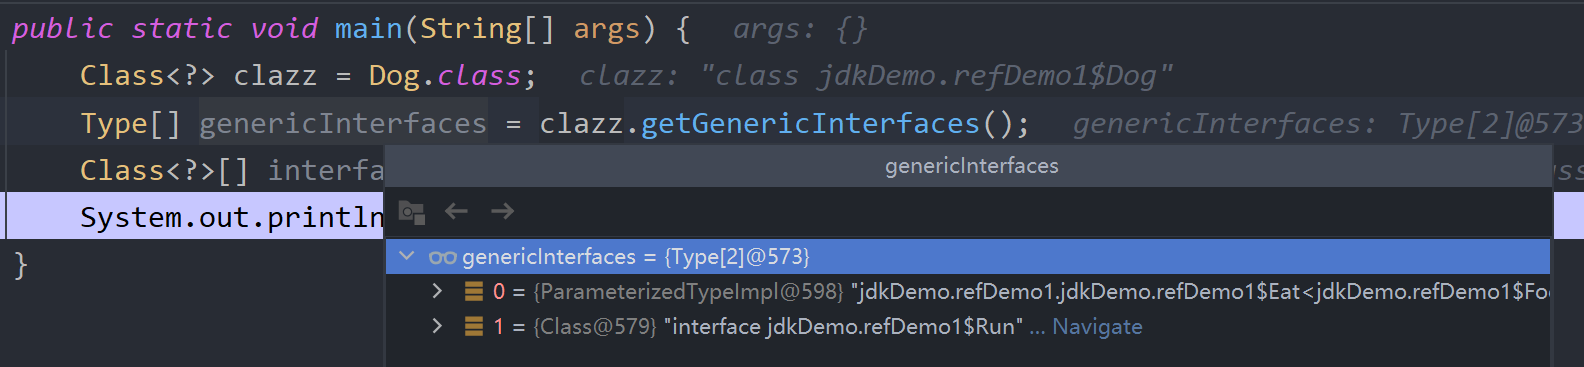 public static void main(String[] args) {   args: {}
Class<?> clazz = Dog.class;   clazz: "class jdkDemo.refDemo1$Dog"
Type[] genericInterfaces = clazz.getGenericInterfaces();   genericInterfaces: Type[2]@573
Class<?>[] interfa
genericInterfaces
System.out.println
genericInterfaces = {Type[2]@573}
}
0 = {ParameterizedTypeImpl@598} "jdkDemo.refDemo1.jdkDemo.refDemo1$Eat<jdkDemo.refDemo1$Fo
1 = {Class@579} "interface jdkDemo.refDemo1$Run" ... Navigate